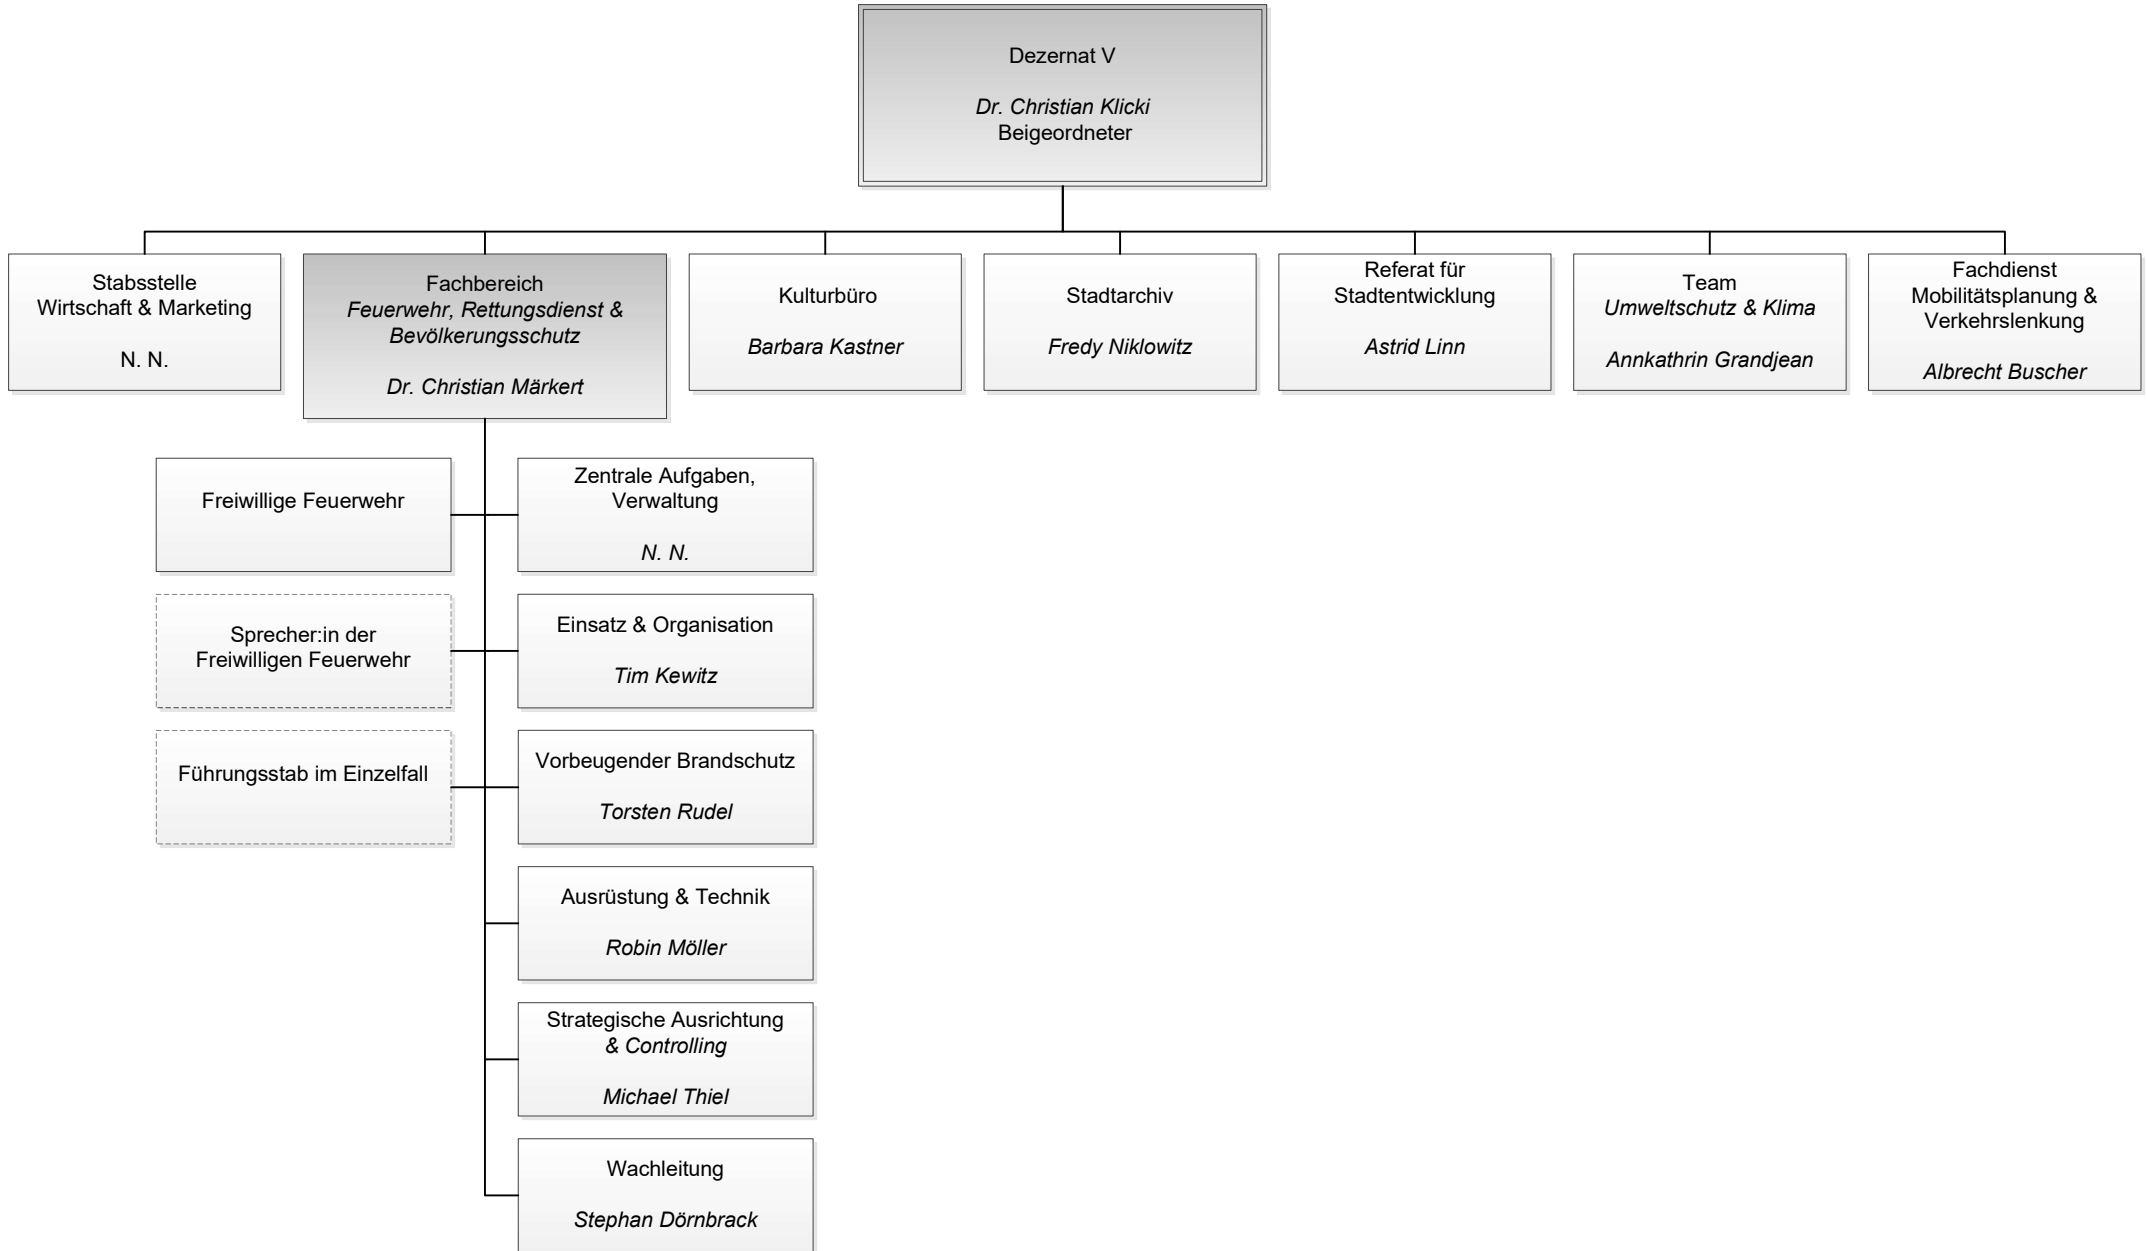 Dezernat V
Dr. Christian Klicki
Beigeordneter
Stabsstelle
Wirtschaft & Marketing
N. N.
Fachbereich
Feuerwehr, Rettungsdienst &
Bevölkerungsschutz
Dr. Christian Märkert
Kulturbüro
Barbara Kastner
Stadtarchiv
Fredy Niklowitz
Referat für
Stadtentwicklung
Astrid Linn
Team
Umweltschutz & Klima
Annkathrin Grandjean
Fachdienst
Mobilitätsplanung &
Verkehrslenkung
Albrecht Buscher
Freiwillige Feuerwehr
Zentrale Aufgaben,
Verwaltung
N. N.
Sprecher:in der
Freiwilligen Feuerwehr
Einsatz & Organisation
Tim Kewitz
Führungsstab im Einzelfall
Vorbeugender Brandschutz
Torsten Rudel
Ausrüstung & Technik
Robin Möller
Strategische Ausrichtung
& Controlling
Michael Thiel
Wachleitung
Stephan Dörnbrack